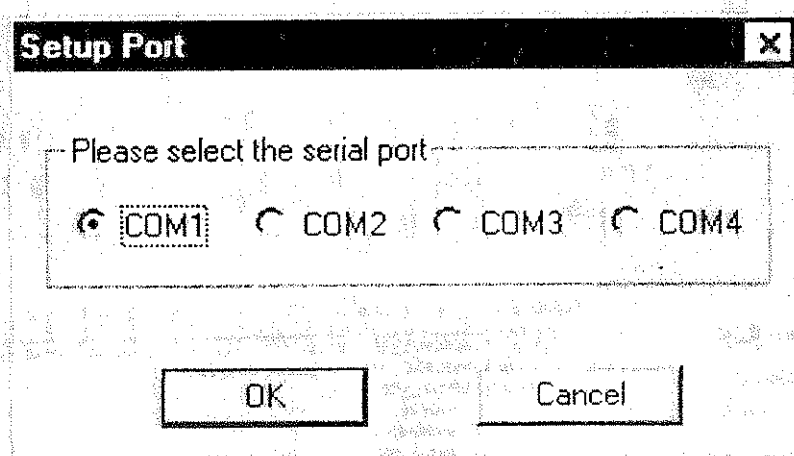 Setup Port
Please select the serial port
COM1 COM2 COM3 COM4
OK Cancel